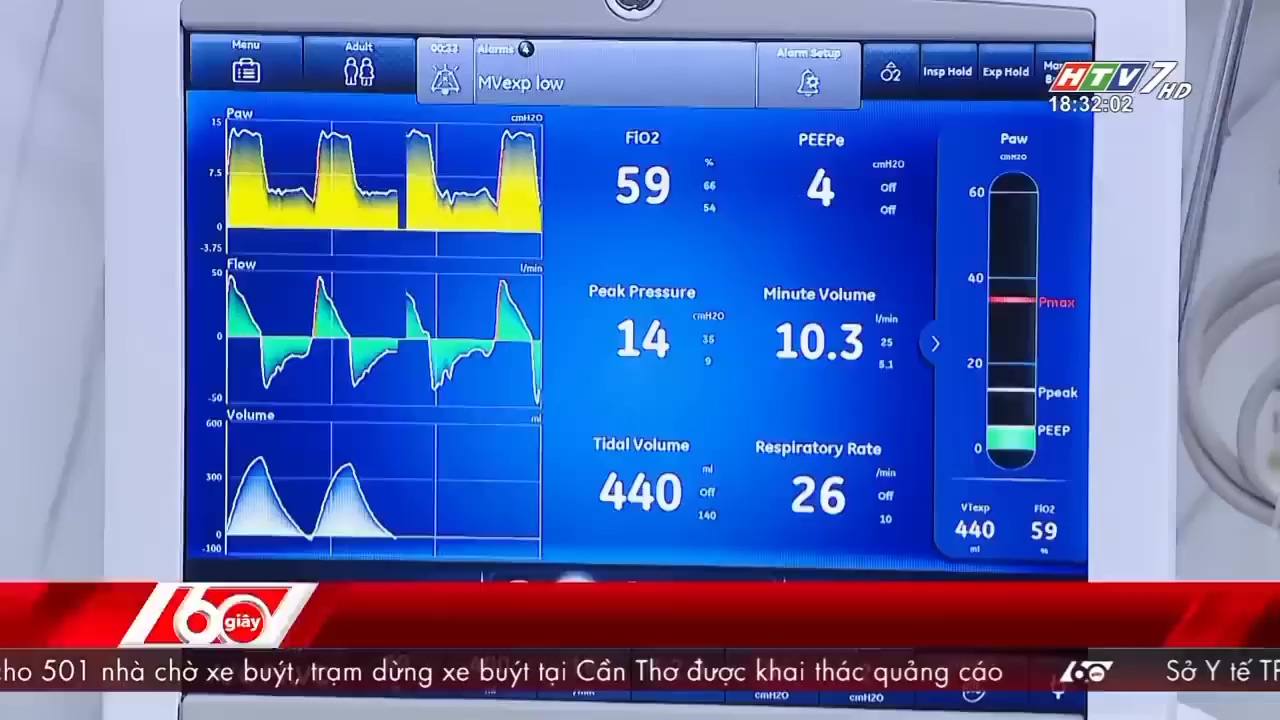 Menu
Adult
00:33
Alarms 4
MVexp low
Alarm Setup
O2
Insp Hold
Exp Hold
HTV7 HD
18:32:02
Paw
cmH2O
15
7.5
0
-3.75
Flow
l/min
50
0
-50
Volume
ml
600
300
0
-100
FiO2
59
%
66
54
PEEPe
4
cmH2O
Off
Off
Peak Pressure
14
cmH2O
35
9
Minute Volume
10.3
l/min
25
5.1
Tidal Volume
440
ml
Off
140
Respiratory Rate
26
/min
Off
10
Paw
cmH2O
60
40
Pmax
20
Ppeak
PEEP
0
VTexp
440
ml
FiO2
59
%
60 giây
cho 501 nhà chờ xe buýt, trạm dừng xe buýt tại Cần Thơ được khai thác quảng cáo
60
Sở Y tế TP
cmH2O
cmH2O